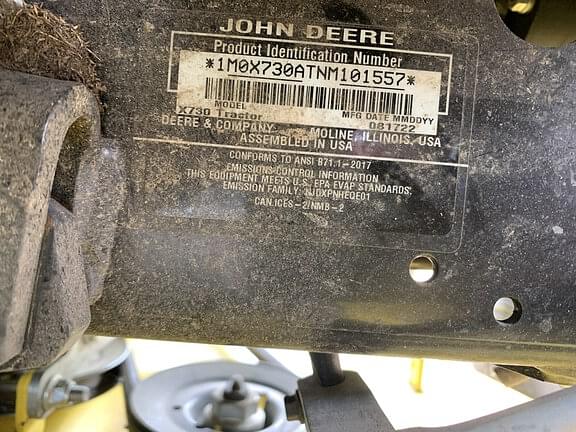 JOHN DEERE
Product Identification Number
*1M0X730ATNM101557*
MODEL MFG DATE MMDDYY
X730 Tractor 081722
DEERE & COMPANY MOLINE, ILLINOIS, USA
ASSEMBLED IN USA
CONFORMS TO ANSI B71.1-2017
EMISSIONS CONTROL INFORMATION
THIS EQUIPMENT MEETS U.S. EPA EVAP STANDARDS.
EMISSION FAMILY:
CAN ICES-2/NMB-2